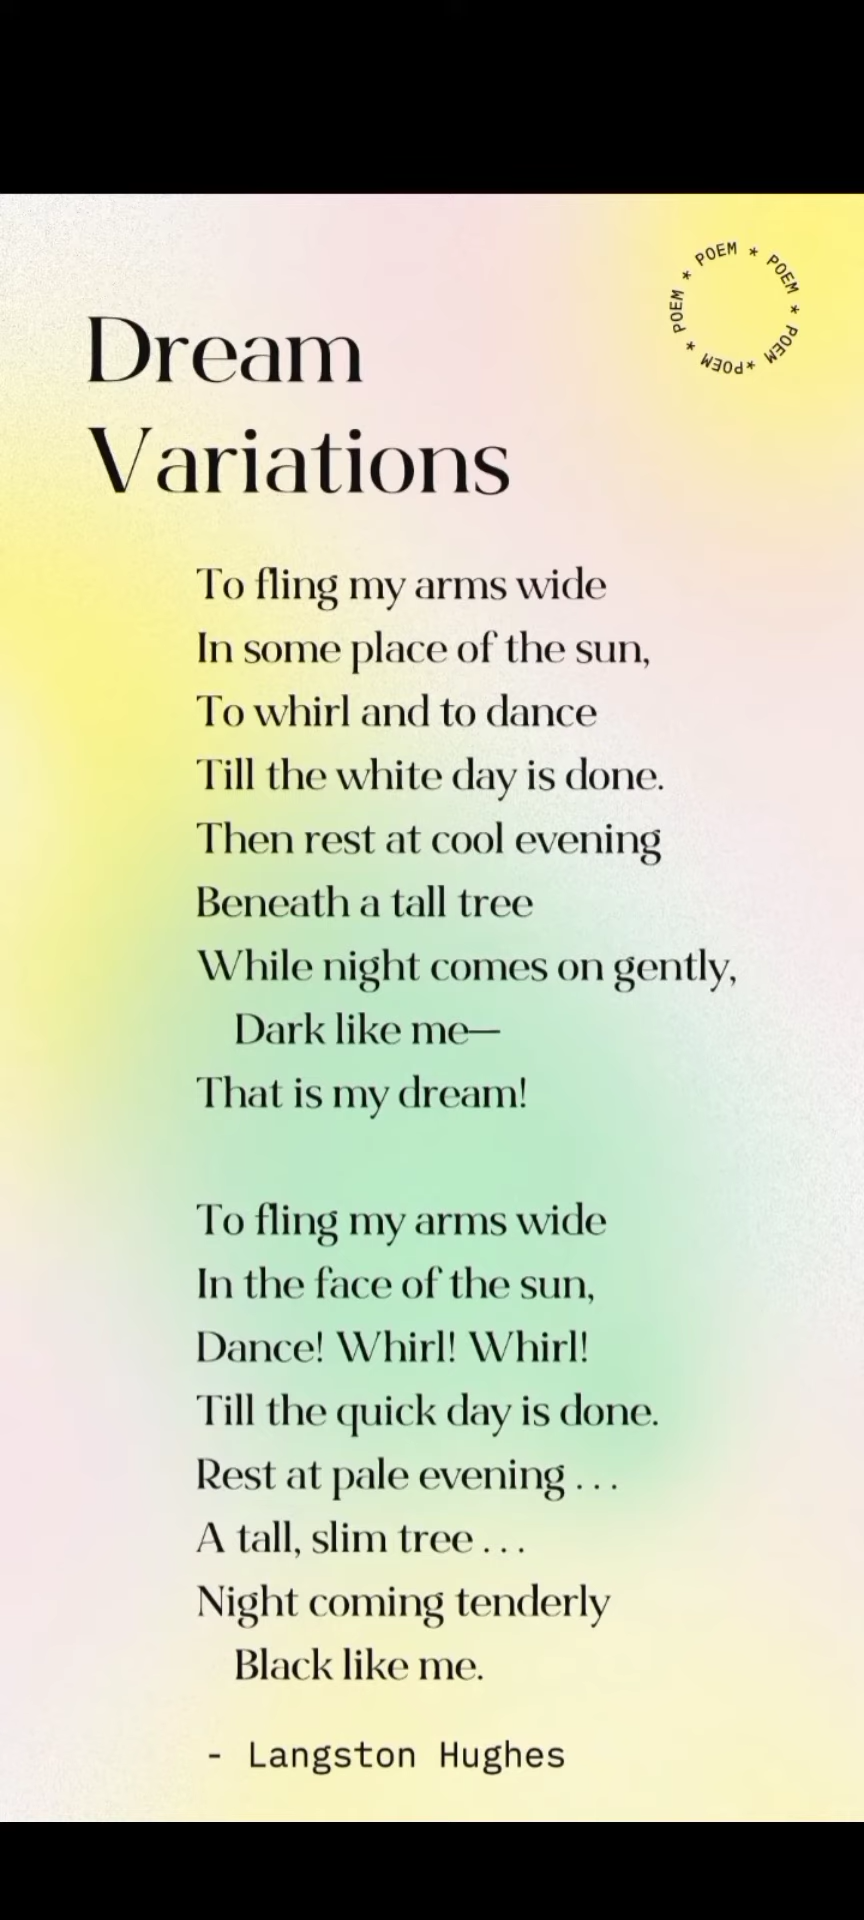 POEM * POEM * POEM * POEM * POEM *
Dream
Variations
To fling my arms wide
In some place of the sun,
To whirl and to dance
Till the white day is done.
Then rest at cool evening
Beneath a tall tree
While night comes on gently,
Dark like me—
That is my dream!
To fling my arms wide
In the face of the sun,
Dance! Whirl! Whirl!
Till the quick day is done.
Rest at pale evening . . .
A tall, slim tree . . .
Night coming tenderly
Black like me.
- Langston Hughes